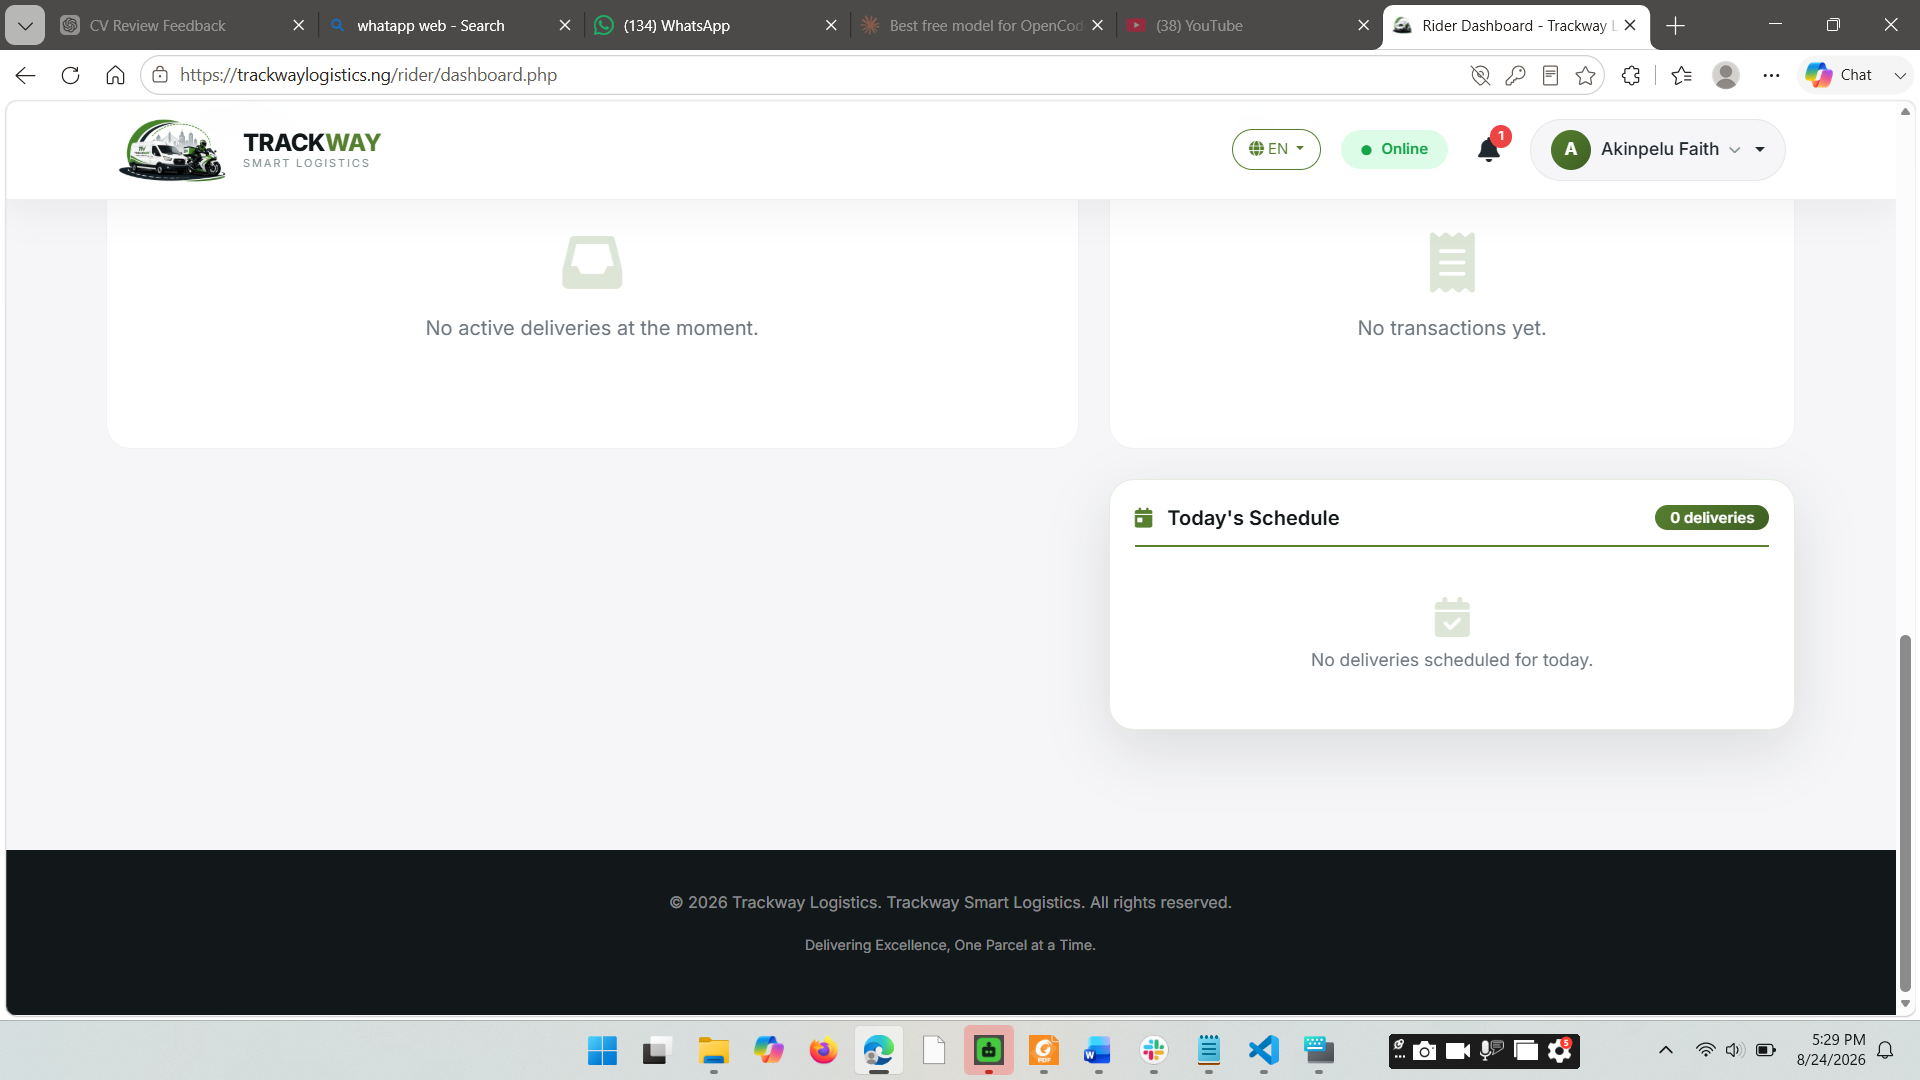 CV Review Feedback
whatapp web - Search
(134) WhatsApp
Best free model for OpenCod
(38) YouTube
Rider Dashboard - Trackway L
https://trackwaylogistics.ng/rider/dashboard.php
Chat
TRACKWAY
SMART LOGISTICS
EN
Online
1
A
Akinpelu Faith
No active deliveries at the moment.
No transactions yet.
Today's Schedule
0 deliveries
No deliveries scheduled for today.
© 2026 Trackway Logistics. Trackway Smart Logistics. All rights reserved.
Delivering Excellence, One Parcel at a Time.
5
5:29 PM
8/24/2026